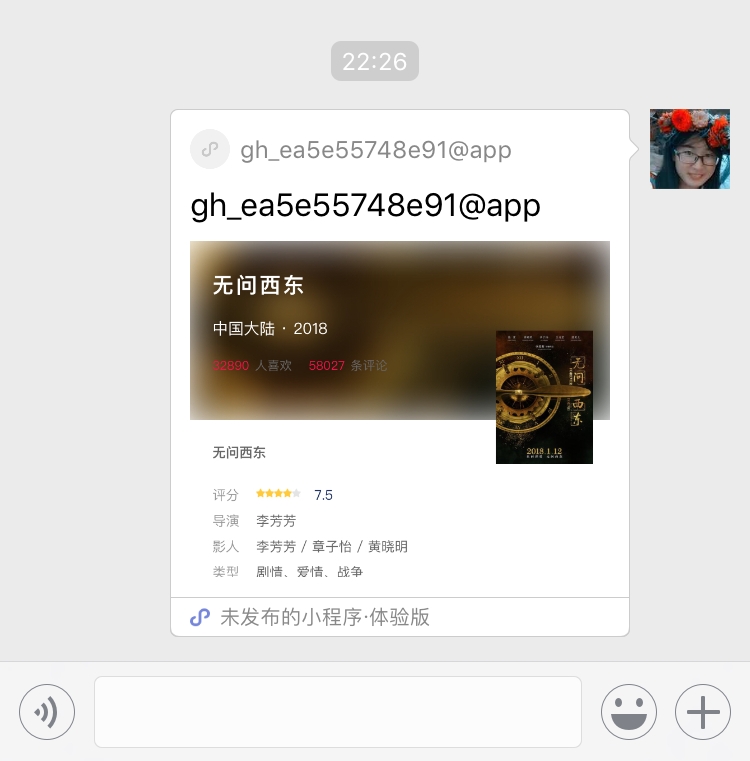 22:26
gh_ea5e55748e91@app
gh_ea5e55748e91@app
无问西东
中国大陆 · 2018
32890 人喜欢 58027 条评论
无问西东
2018.1.12
无问西东
评分 7.5
导演 李芳芳
影人 李芳芳 / 章子怡 / 黄晓明
类型 剧情、爱情、战争
未发布的小程序·体验版